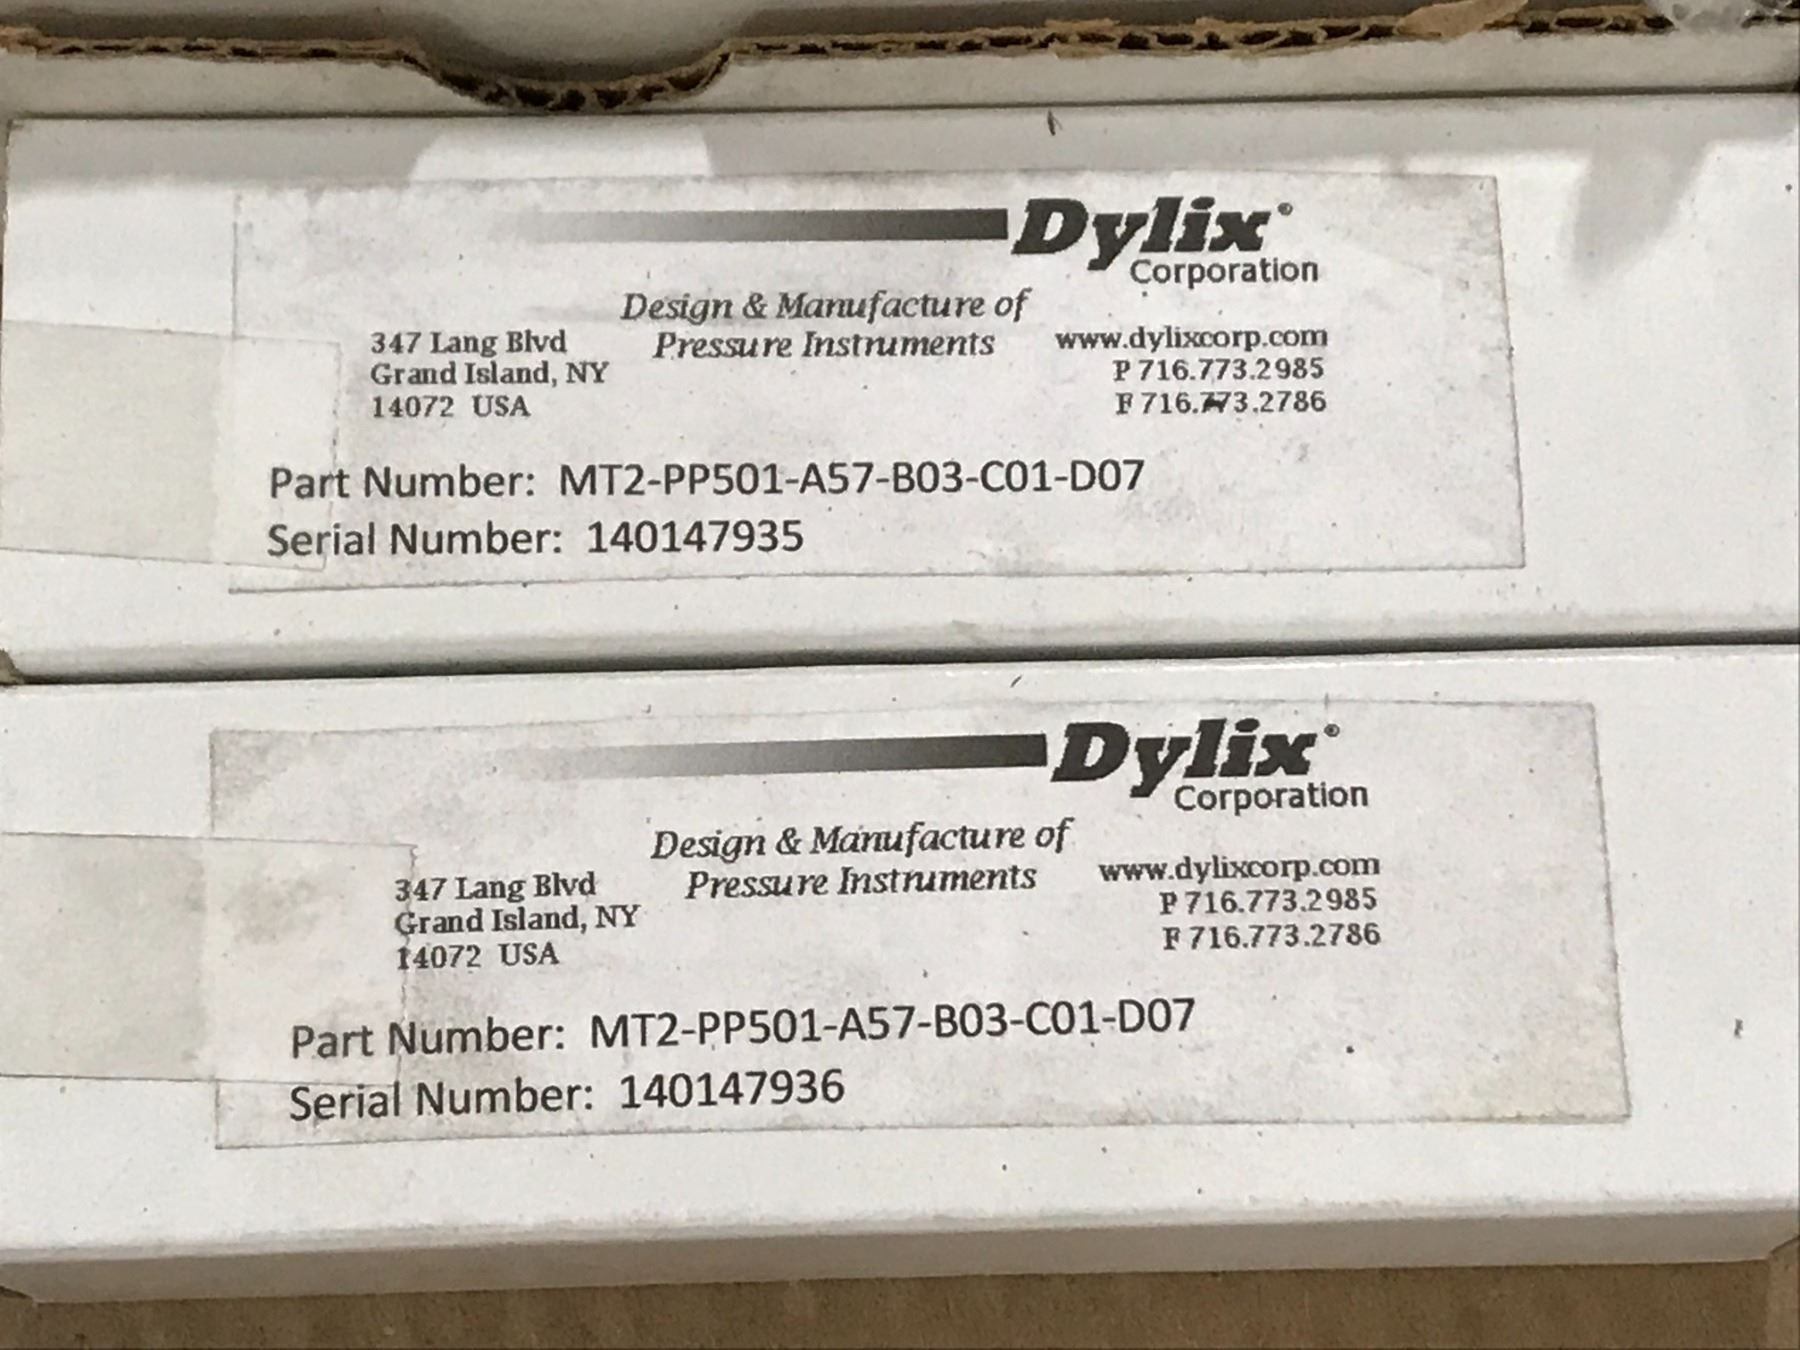 Dylix®
Corporation
Design & Manufacture of
Pressure Instruments
347 Lang Blvd
Grand Island, NY
14072 USA
www.dylixcorp.com
P 716.773.2985
F 716.773.2786
Part Number: MT2-PP501-A57-B03-C01-D07
Serial Number: 140147935
Dylix®
Corporation
Design & Manufacture of
Pressure Instruments
347 Lang Blvd
Grand Island, NY
14072 USA
www.dylixcorp.com
P 716.773.2985
F 716.773.2786
Part Number: MT2-PP501-A57-B03-C01-D07
Serial Number: 140147936